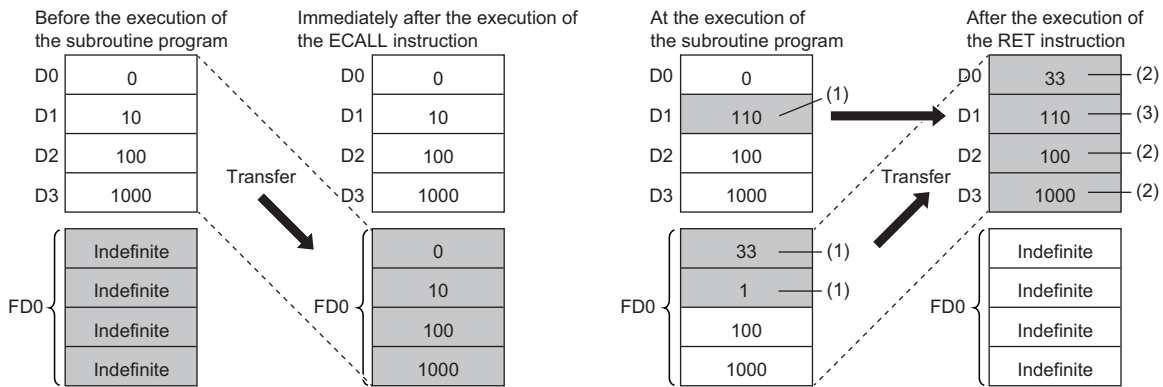 Before the execution of
the subroutine program
D0 0
D1 10
D2 100
D3 1000
Transfer
FD0
Indefinite
Indefinite
Indefinite
Indefinite
Immediately after the execution of
the ECALL instruction
D0 0
D1 10
D2 100
D3 1000
FD0
0
10
100
1000
At the execution of
the subroutine program
D0 0
D1 110 (1)
D2 100
D3 1000
Transfer
FD0
33 (1)
1 (1)
100
1000
After the execution of
the RET instruction
D0 33 (2)
D1 110 (3)
D2 100 (2)
D3 1000 (2)
FD0
Indefinite
Indefinite
Indefinite
Indefinite